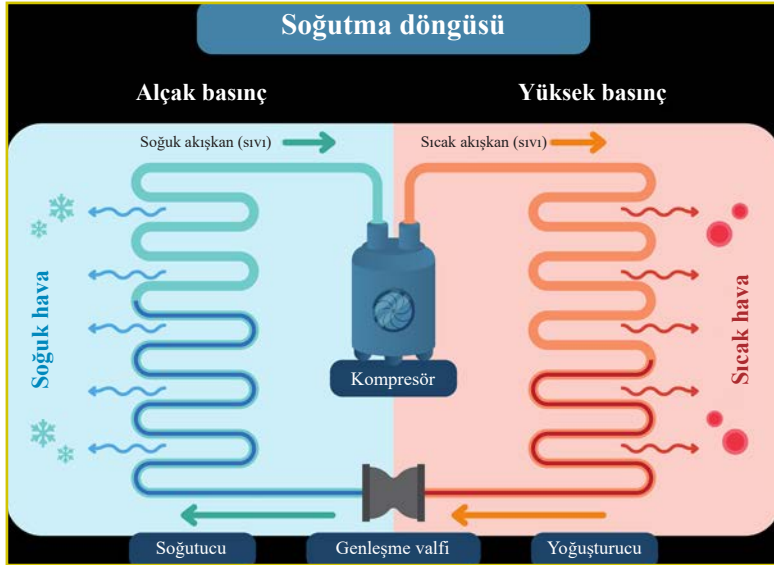 Soğutma döngüsü
Alçak basınç
Yüksek basınç
Soğuk akışkan (sıvı)
Sıcak akışkan (sıvı)
Soğuk hava
Sıcak hava
Kompresör
Soğutucu
Genleşme valfi
Yoğuşturucu